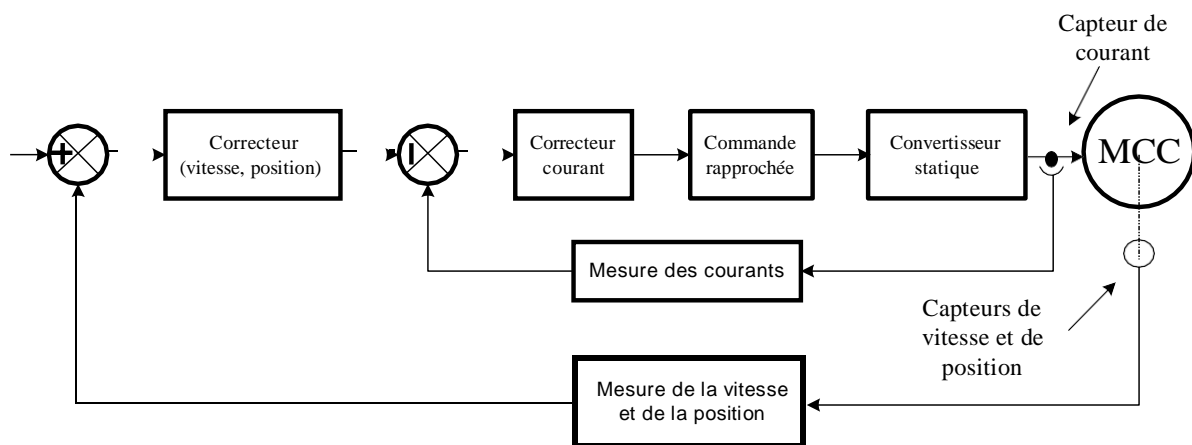 Capteur de
courant
+
Correcteur
(vitesse, position)
Correcteur
courant
Commande
rapprochée
Convertisseur
statique
MCC
Mesure des courants
Capteurs de
vitesse et de
position
Mesure de la vitesse
et de la position